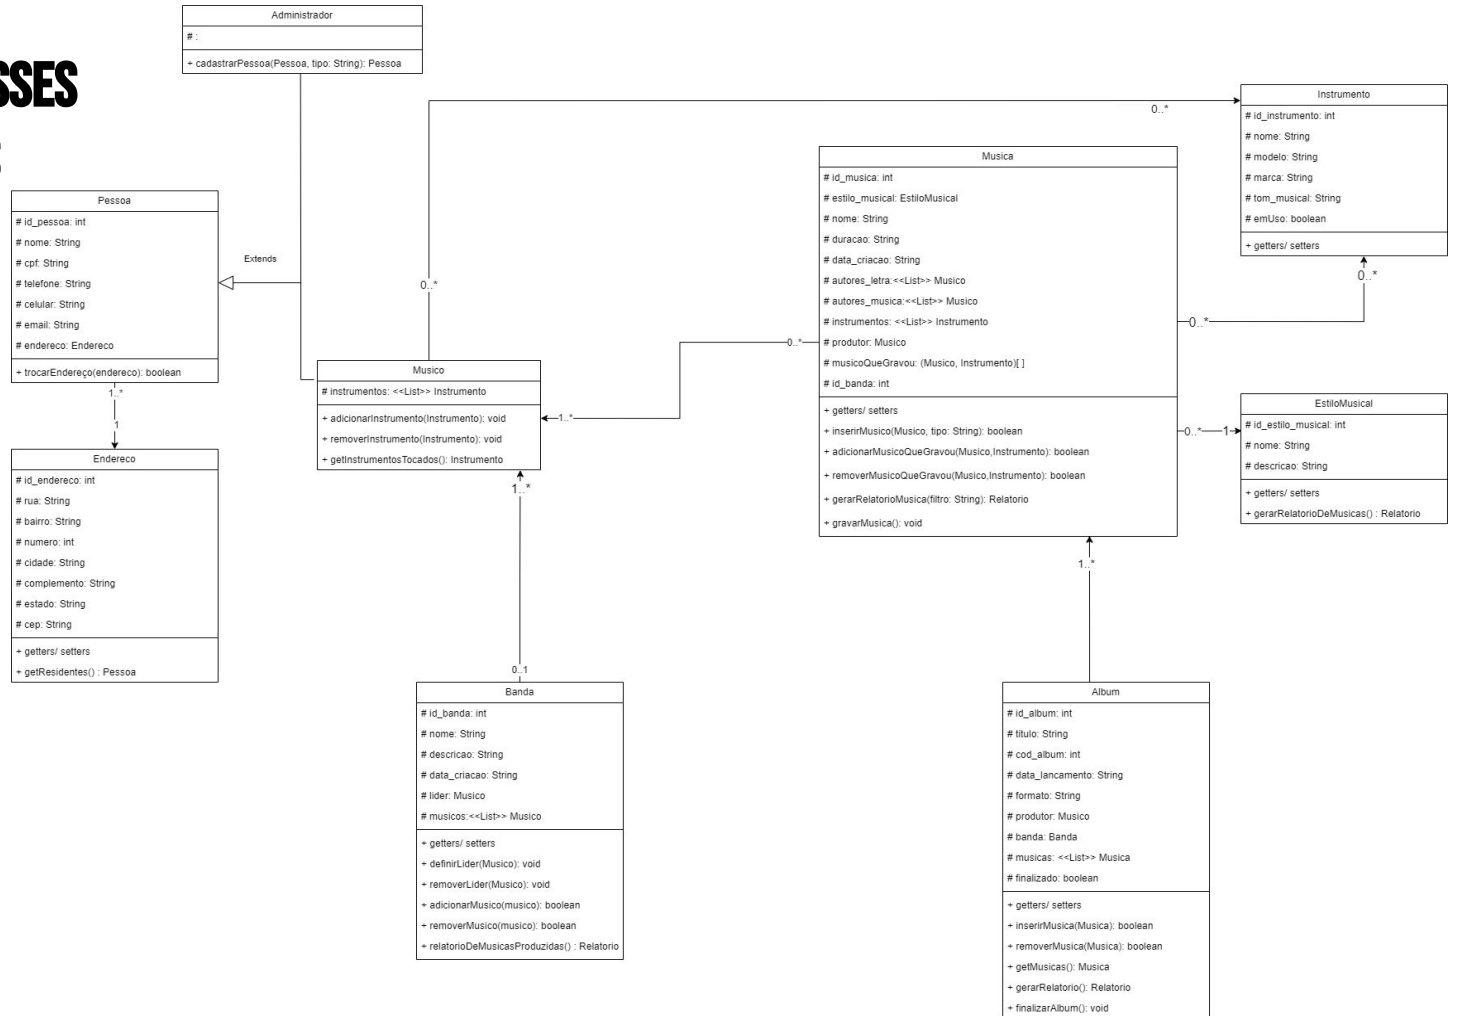 SSES
Administrador
# :
+ cadastrarPessoa(Pessoa, tipo: String): Pessoa
Pessoa
# id_pessoa: int
# nome: String
# cpf: String
# telefone: String
# celular: String
# email: String
# endereco: Endereco
+ trocarEndereço(endereco): boolean
Extends
1..*
1
Endereco
# id_endereco: int
# rua: String
# bairro: String
# numero: int
# cidade: String
# complemento: String
# estado: String
# cep: String
+ getters/ setters
+ getResidentes() : Pessoa
Musico
# instrumentos: <<List>> Instrumento
+ adicionarInstrumento(Instrumento): void
+ removerInstrumento(Instrumento): void
+ getInstrumentosTocados(): Instrumento
0..*
0..*
1..*
0..1
Banda
# id_banda: int
# nome: String
# descricao: String
# data_criacao: String
# lider: Musico
# musicos:<<List>> Musico
+ getters/ setters
+ definirLider(Musico): void
+ removerLider(Musico): void
+ adicionarMusico(musico): boolean
+ removerMusico(musico): boolean
+ relatorioDeMusicasProduzidas() : Relatorio
0..*
1..*
Musica
# id_musica: int
# estilo_musical: EstiloMusical
# nome: String
# duracao: String
# data_criacao: String
# autores_letra:<<List>> Musico
# autores_musica:<<List>> Musico
# instrumentos: <<List>> Instrumento
# produtor: Musico
# musicoQueGravou: (Musico, Instrumento)[ ]
# id_banda: int
+ getters/ setters
+ inserirMusico(Musico, tipo: String): boolean
+ adicionarMusicoQueGravou(Musico,Instrumento): boolean
+ removerMusicoQueGravou(Musico,Instrumento): boolean
+ gerarRelatorioMusica(filtro: String): Relatorio
+ gravarMusica(): void
Instrumento
# id_instrumento: int
# nome: String
# modelo: String
# marca: String
# tom_musical: String
# emUso: boolean
+ getters/ setters
0..*
0..*
0..*
1
EstiloMusical
# id_estilo_musical: int
# nome: String
# descricao: String
+ getters/ setters
+ gerarRelatorioDeMusicas() : Relatorio
1..*
Album
# id_album: int
# titulo: String
# cod_album: int
# data_lancamento: String
# formato: String
# produtor: Musico
# banda: Banda
# musicas: <<List>> Musica
# finalizado: boolean
+ getters/ setters
+ inserirMusica(Musica): boolean
+ removerMusica(Musica): boolean
+ getMusicas(): Musica
+ gerarRelatorio(): Relatorio
+ finalizarAlbum(): void